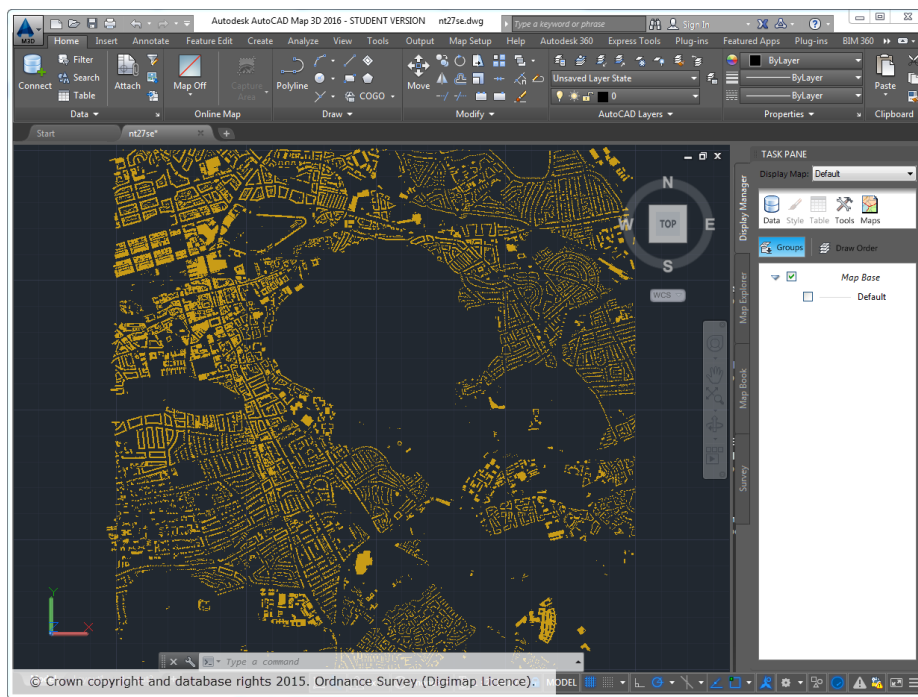 Autodesk AutoCAD Map 3D 2016 - STUDENT VERSION nt27se.dwg
Type a keyword or phrase
Sign In
M3D
Home Insert Annotate Feature Edit Create Analyze View Tools Output Map Setup Help Autodesk 360 Express Tools Plug-ins Featured Apps Plug-ins BIM 360
Connect
Filter
Search
Table
Attach
Map Off
Capture
Area
Polyline
COGO
Move
Unsaved Layer State
0
ByLayer
ByLayer
ByLayer
Paste
Data Online Map Draw Modify AutoCAD Layers Properties Clipboard
Start nt27se*
N
W TOP E
S
WCS
TASK PANE
Display Map: Default
Data Style Table Tools Maps
Groups Draw Order
Map Base
Default
Display Manager
Map Explorer
Map Book
Survey
Y
X
Type a command
© Crown copyright and database rights 2015. Ordnance Survey (Digimap Licence).
MODEL